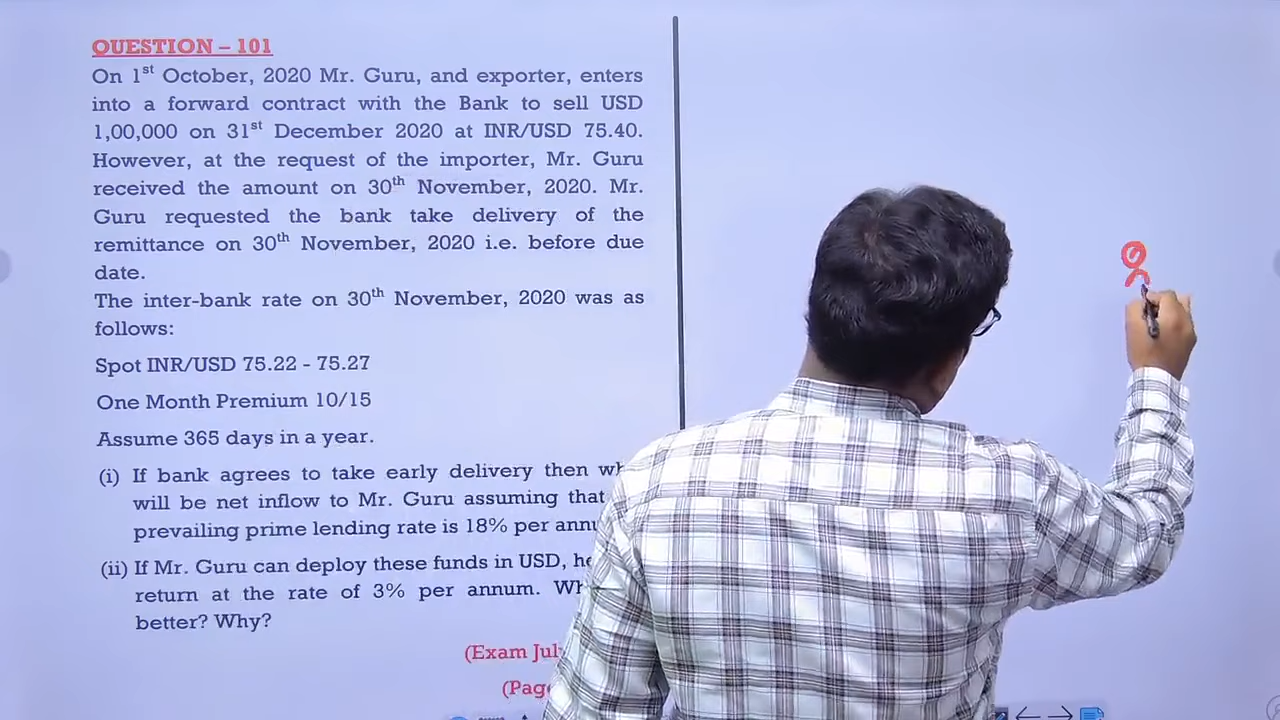 QUESTION – 101
On 1st October, 2020 Mr. Guru, and exporter, enters
into a forward contract with the Bank to sell USD
1,00,000 on 31st December 2020 at INR/USD 75.40.
However, at the request of the importer, Mr. Guru
received the amount on 30th November, 2020. Mr.
Guru requested the bank take delivery of the
remittance on 30th November, 2020 i.e. before due
date.
The inter-bank rate on 30th November, 2020 was as
follows:
Spot INR/USD 75.22 - 75.27
One Month Premium 10/15
Assume 365 days in a year.
(i) If bank agrees to take early delivery then
will be net inflow to Mr. Guru assuming that
prevailing prime lending rate is 18% per
(ii) If Mr. Guru can deploy these funds in USD,
return at the rate of 3% per annum.
better? Why?
(Exam